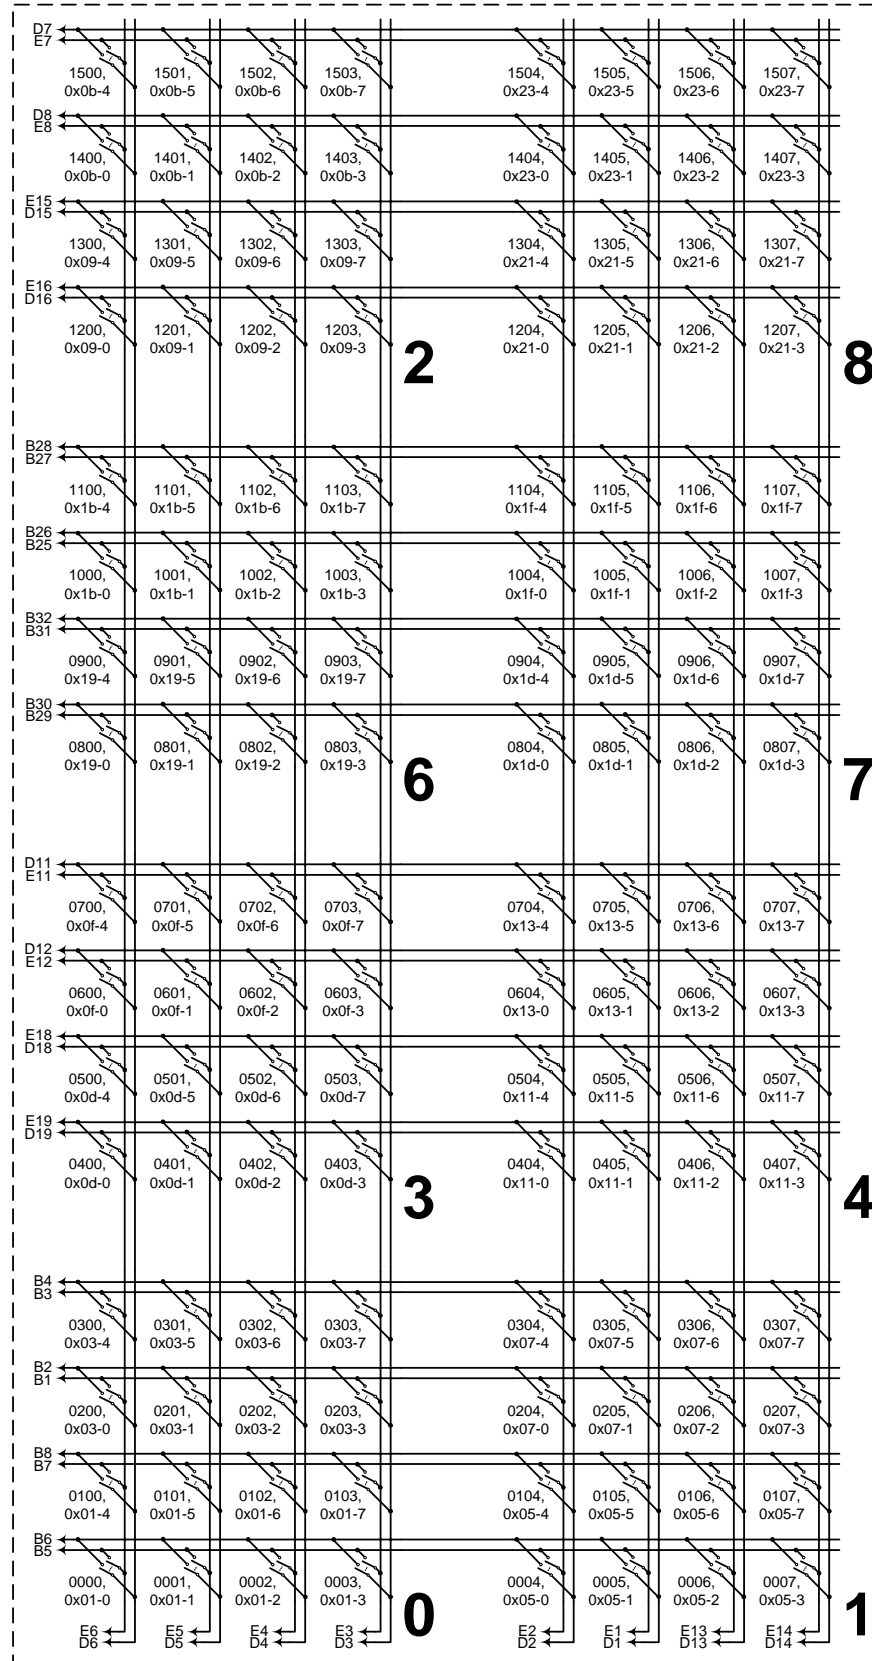 D7
E7
1500, 1501, 1502, 1503, 1504, 1505, 1506, 1507,
0x0b-4 0x0b-5 0x0b-6 0x0b-7 0x23-4 0x23-5 0x23-6 0x23-7
D8
E8
1400, 1401, 1402, 1403, 1404, 1405, 1406, 1407,
0x0b-0 0x0b-1 0x0b-2 0x0b-3 0x23-0 0x23-1 0x23-2 0x23-3
E15
D15
1300, 1301, 1302, 1303, 1304, 1305, 1306, 1307,
0x09-4 0x09-5 0x09-6 0x09-7 0x21-4 0x21-5 0x21-6 0x21-7
E16
D16
1200, 1201, 1202, 1203, 1204, 1205, 1206, 1207,
0x09-0 0x09-1 0x09-2 0x09-3 0x21-0 0x21-1 0x21-2 0x21-3
2 8
B28
B27
1100, 1101, 1102, 1103, 1104, 1105, 1106, 1107,
0x1b-4 0x1b-5 0x1b-6 0x1b-7 0x1f-4 0x1f-5 0x1f-6 0x1f-7
B26
B25
1000, 1001, 1002, 1003, 1004, 1005, 1006, 1007,
0x1b-0 0x1b-1 0x1b-2 0x1b-3 0x1f-0 0x1f-1 0x1f-2 0x1f-3
B32
B31
0900, 0901, 0902, 0903, 0904, 0905, 0906, 0907,
0x19-4 0x19-5 0x19-6 0x19-7 0x1d-4 0x1d-5 0x1d-6 0x1d-7
B30
B29
0800, 0801, 0802, 0803, 0804, 0805, 0806, 0807,
0x19-0 0x19-1 0x19-2 0x19-3 0x1d-0 0x1d-1 0x1d-2 0x1d-3
6 7
D11
E11
0700, 0701, 0702, 0703, 0704, 0705, 0706, 0707,
0x0f-4 0x0f-5 0x0f-6 0x0f-7 0x13-4 0x13-5 0x13-6 0x13-7
D12
E12
0600, 0601, 0602, 0603, 0604, 0605, 0606, 0607,
0x0f-0 0x0f-1 0x0f-2 0x0f-3 0x13-0 0x13-1 0x13-2 0x13-3
E18
D18
0500, 0501, 0502, 0503, 0504, 0505, 0506, 0507,
0x0d-4 0x0d-5 0x0d-6 0x0d-7 0x11-4 0x11-5 0x11-6 0x11-7
E19
D19
0400, 0401, 0402, 0403, 0404, 0405, 0406, 0407,
0x0d-0 0x0d-1 0x0d-2 0x0d-3 0x11-0 0x11-1 0x11-2 0x11-3
3 4
B4
B3
0300, 0301, 0302, 0303, 0304, 0305, 0306, 0307,
0x03-4 0x03-5 0x03-6 0x03-7 0x07-4 0x07-5 0x07-6 0x07-7
B2
B1
0200, 0201, 0202, 0203, 0204, 0205, 0206, 0207,
0x03-0 0x03-1 0x03-2 0x03-3 0x07-0 0x07-1 0x07-2 0x07-3
B8
B7
0100, 0101, 0102, 0103, 0104, 0105, 0106, 0107,
0x01-4 0x01-5 0x01-6 0x01-7 0x05-4 0x05-5 0x05-6 0x05-7
B6
B5
0000, 0001, 0002, 0003, 0004, 0005, 0006, 0007,
0x01-0 0x01-1 0x01-2 0x01-3 0x05-0 0x05-1 0x05-2 0x05-3
0 1
E6 E5 E4 E3 E2 E1 E13 E14
D6 D5 D4 D3 D2 D1 D13 D14